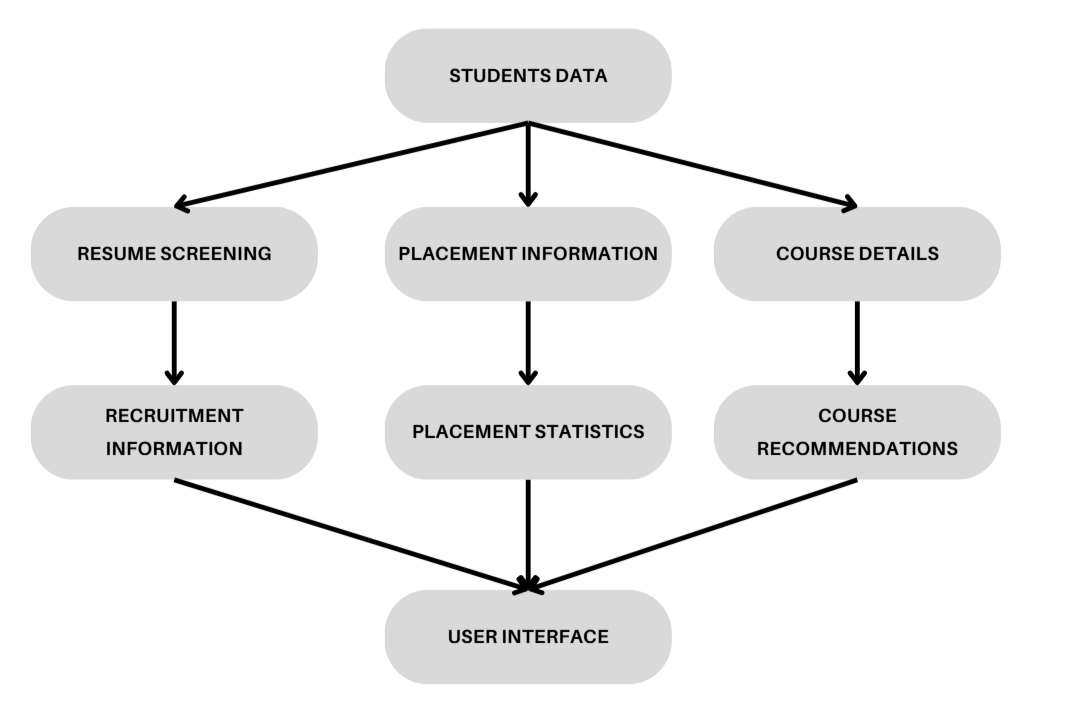 STUDENTS DATA
RESUME SCREENING
PLACEMENT INFORMATION
COURSE DETAILS
RECRUITMENT
INFORMATION
PLACEMENT STATISTICS
COURSE
RECOMMENDATIONS
USER INTERFACE